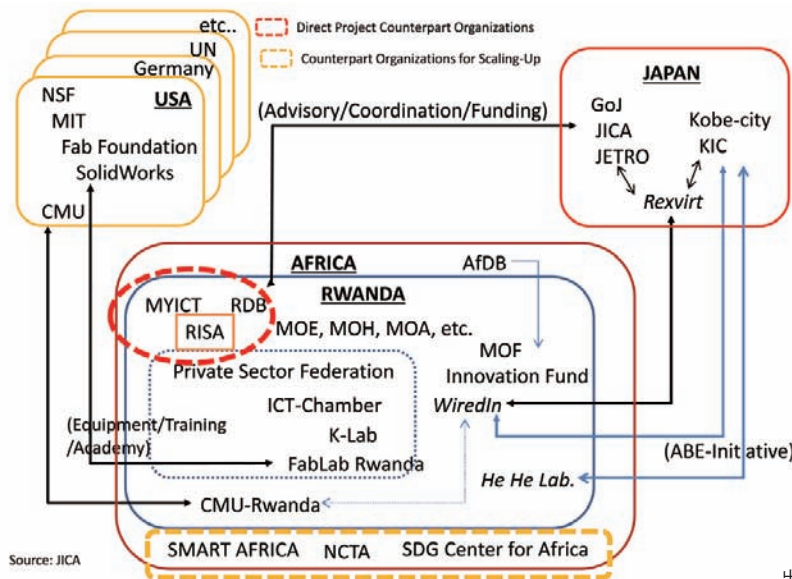 etc..
UN
Germany
USA
NSF
MIT
Fab Foundation
SolidWorks
CMU
Direct Project Counterpart Organizations
Counterpart Organizations for Scaling-Up
(Advisory/Coordination/Funding)
JAPAN
GoJ
JICA
JETRO
Kobe-city
KIC
Rexvirt
AFRICA
AfDB
RWANDA
MYICT RDB
RISA
MOE, MOH, MOA, etc.
MOF
Innovation Fund
WiredIn
Private Sector Federation
ICT-Chamber
K-Lab
FabLab Rwanda
(Equipment/Training
/Academy)
(ABE-Initiative)
He He Lab.
CMU-Rwanda
SMART AFRICA NCTA SDG Center for Africa
Source: JICA